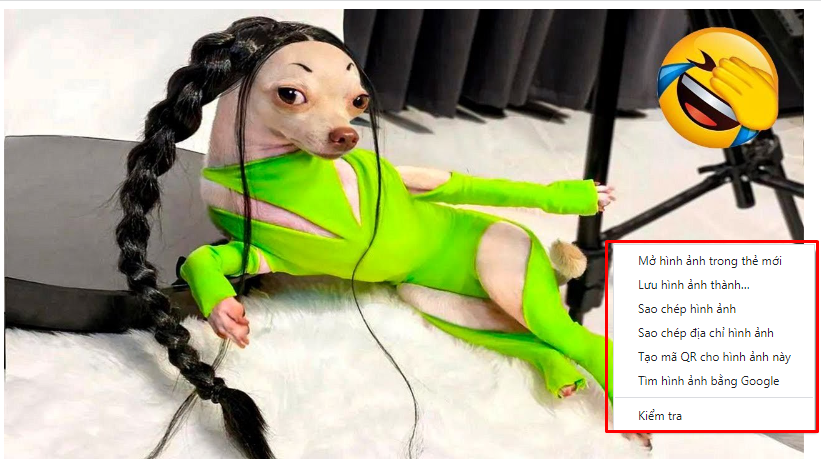 Mở hình ảnh trong thẻ mới
Lưu hình ảnh thành...
Sao chép hình ảnh
Sao chép địa chỉ hình ảnh
Tạo mã QR cho hình ảnh này
Tìm hình ảnh bằng Google
Kiểm tra